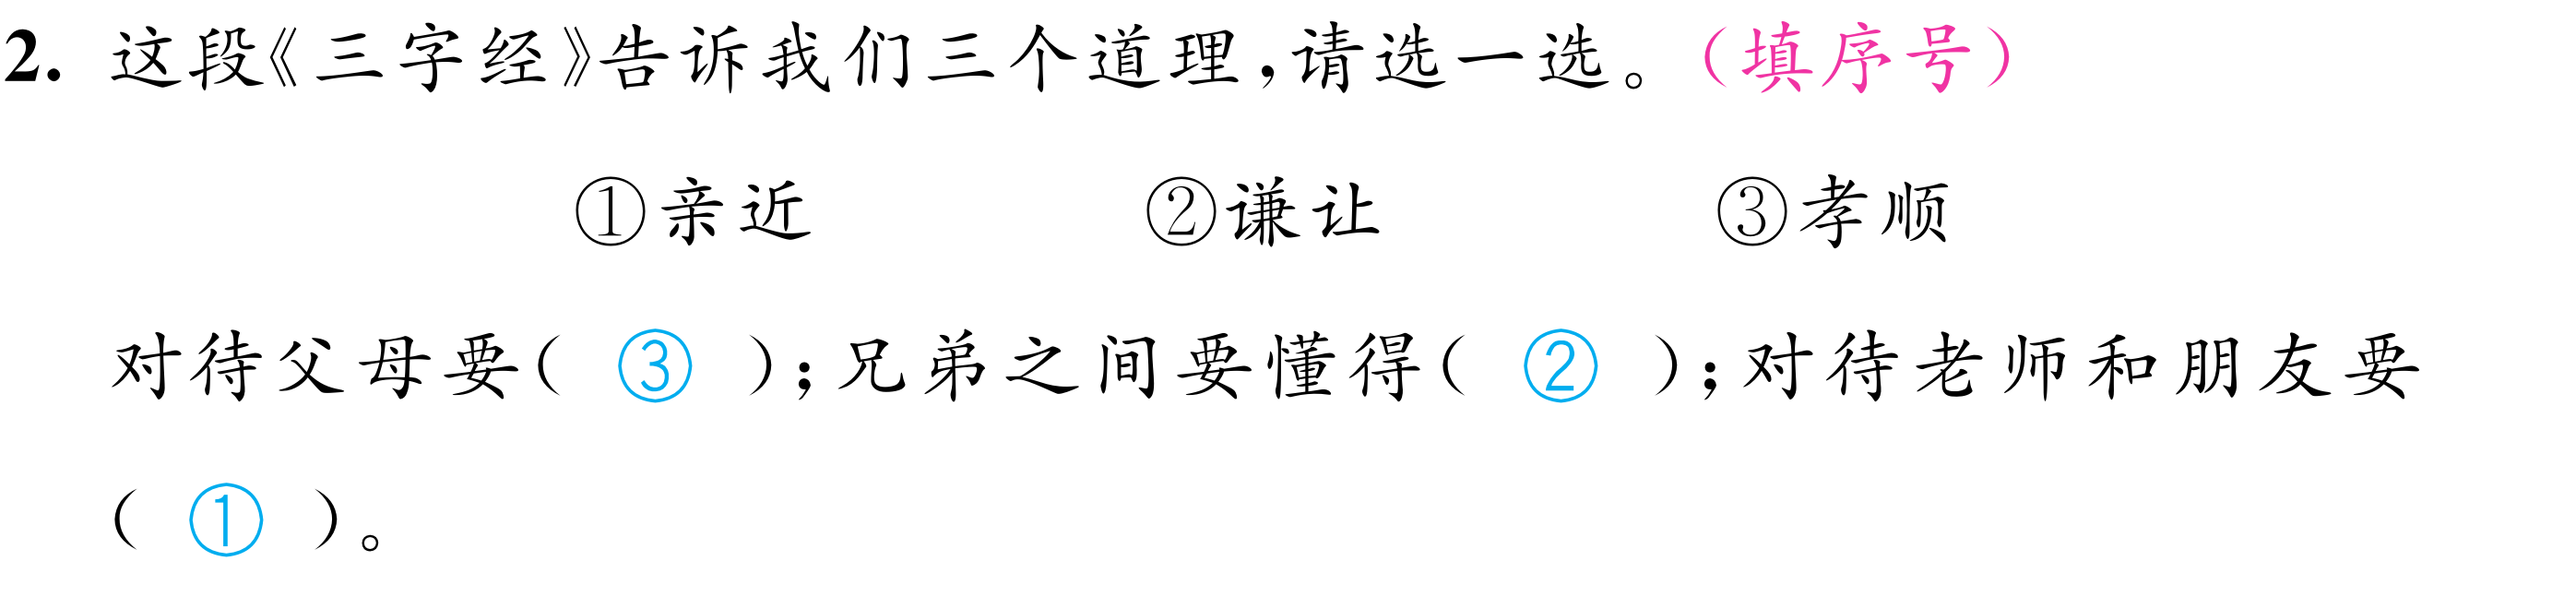 2. 这段《三字经》告诉我们三个道理,请选一选。(填序号)
①亲近 ②谦让 ③孝顺
对待父母要( ③ );兄弟之间要懂得( ② );对待老师和朋友要
( ① )。